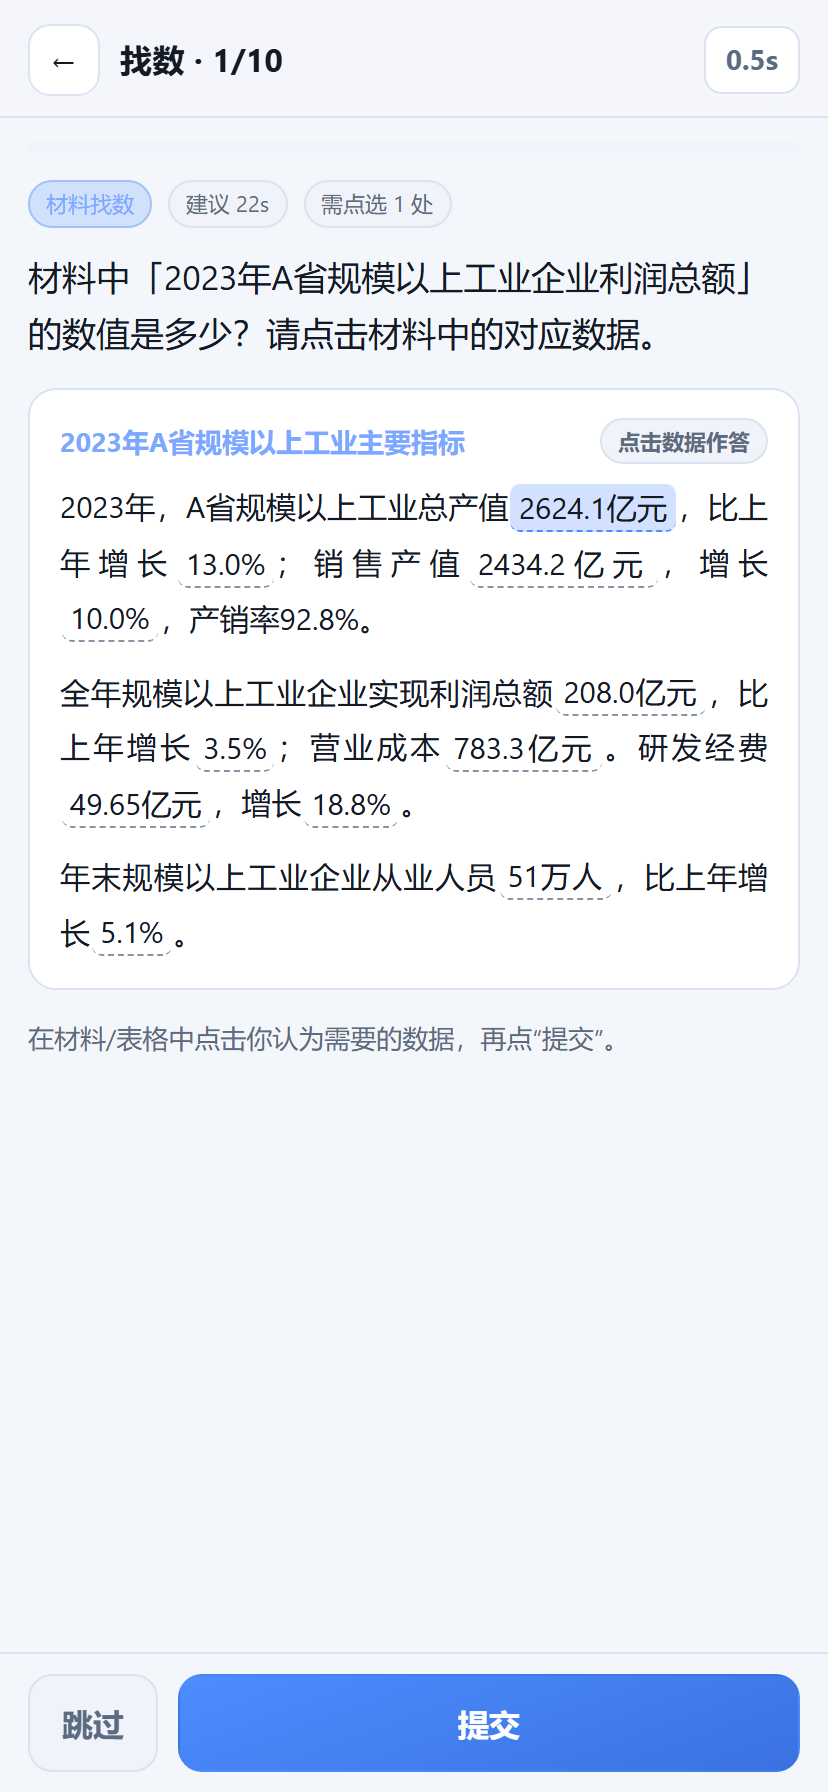 ←
找数 · 1/10
0.5s
材料找数
建议 22s
需点选 1 处
材料中「2023年A省规模以上工业企业利润总额」
的数值是多少？请点击材料中的对应数据。
2023年A省规模以上工业主要指标
点击数据作答
2023年，A省规模以上工业总产值2624.1亿元，比上
年增长 13.0%；销售产值 2434.2亿元，增长
10.0%，产销率92.8%。
全年规模以上工业企业实现利润总额 208.0亿元，比
上年增长 3.5%；营业成本 783.3亿元。研发经费
49.65亿元，增长 18.8%。
年末规模以上工业企业从业人员 51万人，比上年增
长 5.1%。
在材料/表格中点击你认为需要的数据，再点“提交”。
跳过
提交